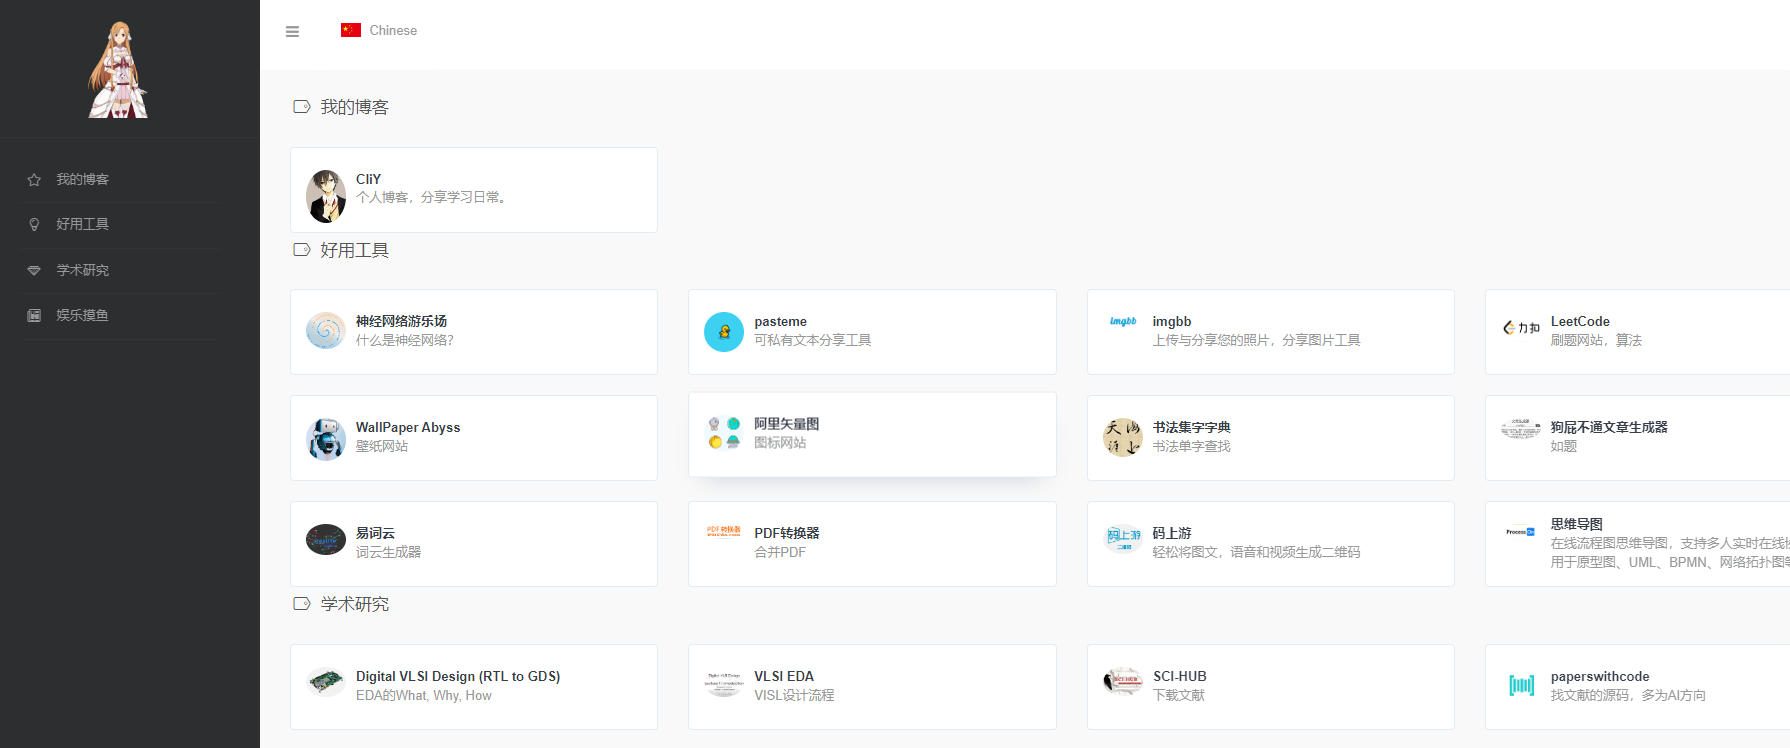 Chinese
我的博客
好用工具
学术研究
娱乐摸鱼
我的博客
CliY
个人博客，分享学习日常。
好用工具
神经网络游乐场
什么是神经网络?
pasteme
可私有文本分享工具
imgbb
imgbb
上传与分享您的照片，分享图片工具
力扣
LeetCode
刷题网站，算法
WallPaper Abyss
壁纸网站
阿里矢量图
图标网站
书法集字字典
书法单字查找
狗屁不通文章生成器
如题
易词云
词云生成器
PDF转换器
PDF转换器
合并PDF
码上游
二维码
码上游
轻松将图文，语音和视频生成二维码
ProcessOn
思维导图
在线流程图思维导图，支持多人实时在线
用于原型图、UML、BPMN、网络拓扑图
学术研究
Digital VLSI Design (RTL to GDS)
EDA的What, Why, How
Digital VLSI Design
VLSI EDA
VISL设计流程
SCI-HUB
SCI-HUB
下载文献
paperswithcode
找文献的源码，多为AI方向